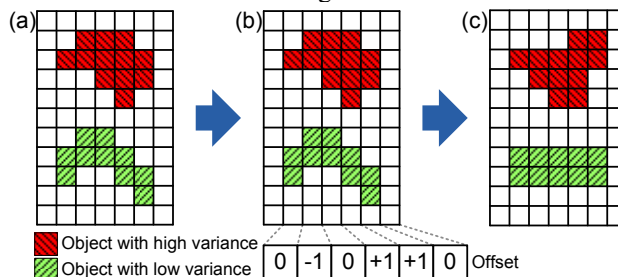 (a) (b) (c)
Object with high variance
Object with low variance
0 -1 0 +1 +1 0 Offset